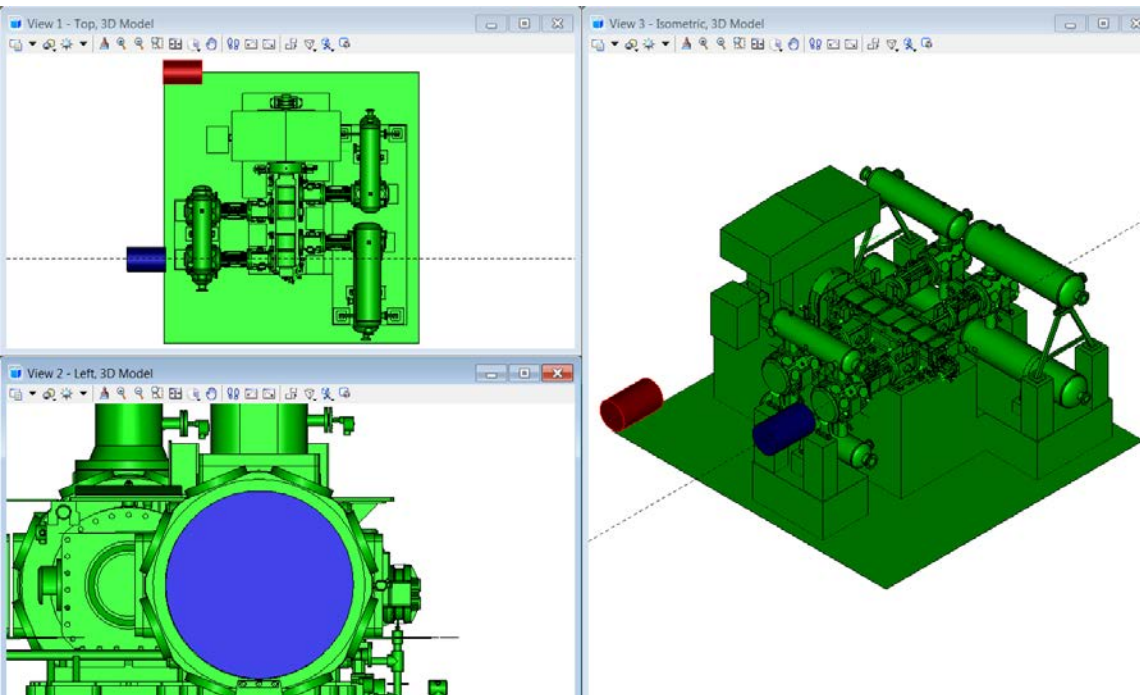 View 1 - Top, 3D Model
View 3 - Isometric, 3D Model
View 2 - Left, 3D Model